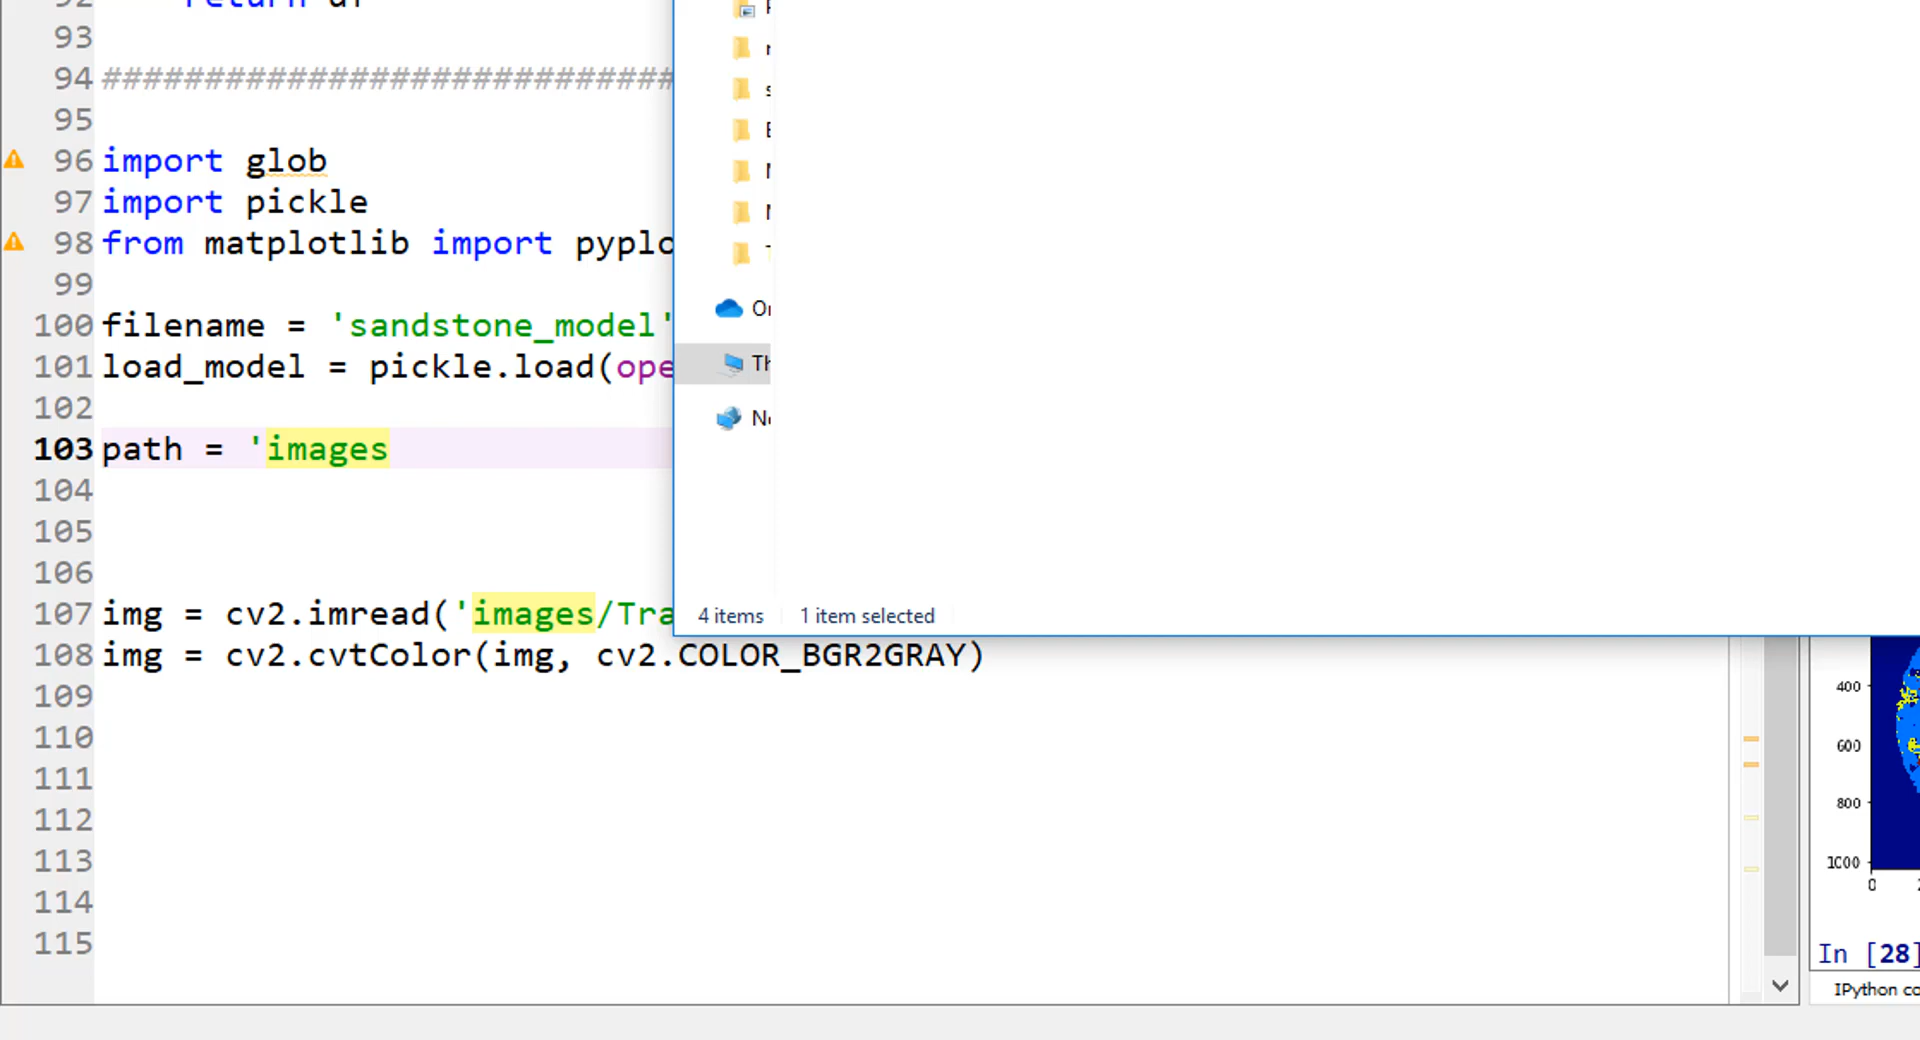 93
94 ############################
95
96 import glob
97 import pickle
98 from matplotlib import pyplo
99
100 filename = 'sandstone_model'
101 load_model = pickle.load(ope
102
103 path = 'images
104
105
106
107 img = cv2.imread('images/Tra
108 img = cv2.cvtColor(img, cv2.COLOR_BGR2GRAY)
109
110
111
112
113
114
115
4 items 1 item selected
400
600
800
1000
0
In [28]
IPython co